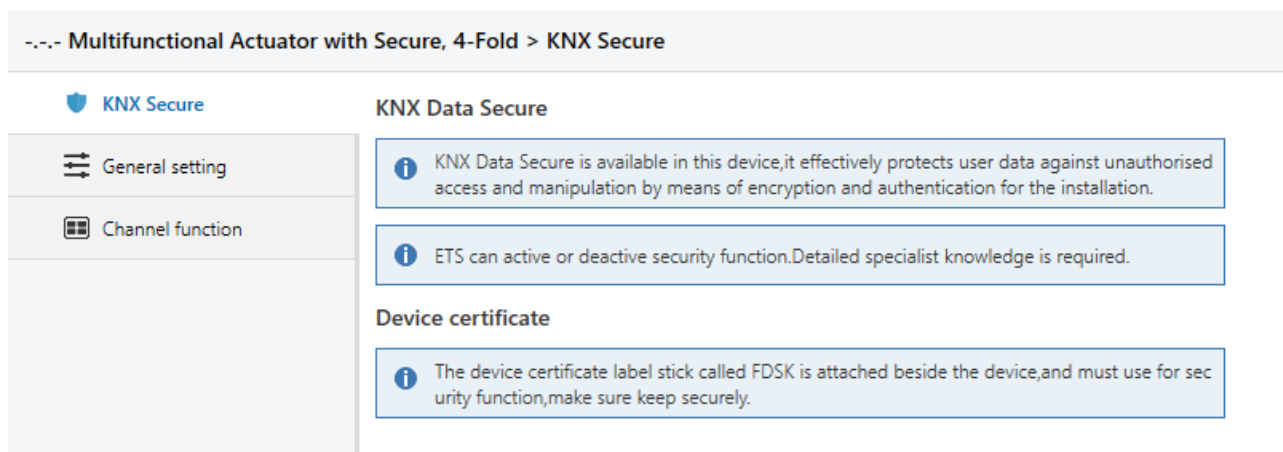 -.-.- Multifunctional Actuator with Secure, 4-Fold > KNX Secure
KNX Secure
General setting
Channel function
KNX Data Secure
KNX Data Secure is available in this device,it effectively protects user data against unauthorised
access and manipulation by means of encryption and authentication for the installation.
ETS can active or deactive security function.Detailed specialist knowledge is required.
Device certificate
The device certificate label stick called FDSK is attached beside the device,and must use for sec
urity function,make sure keep securely.